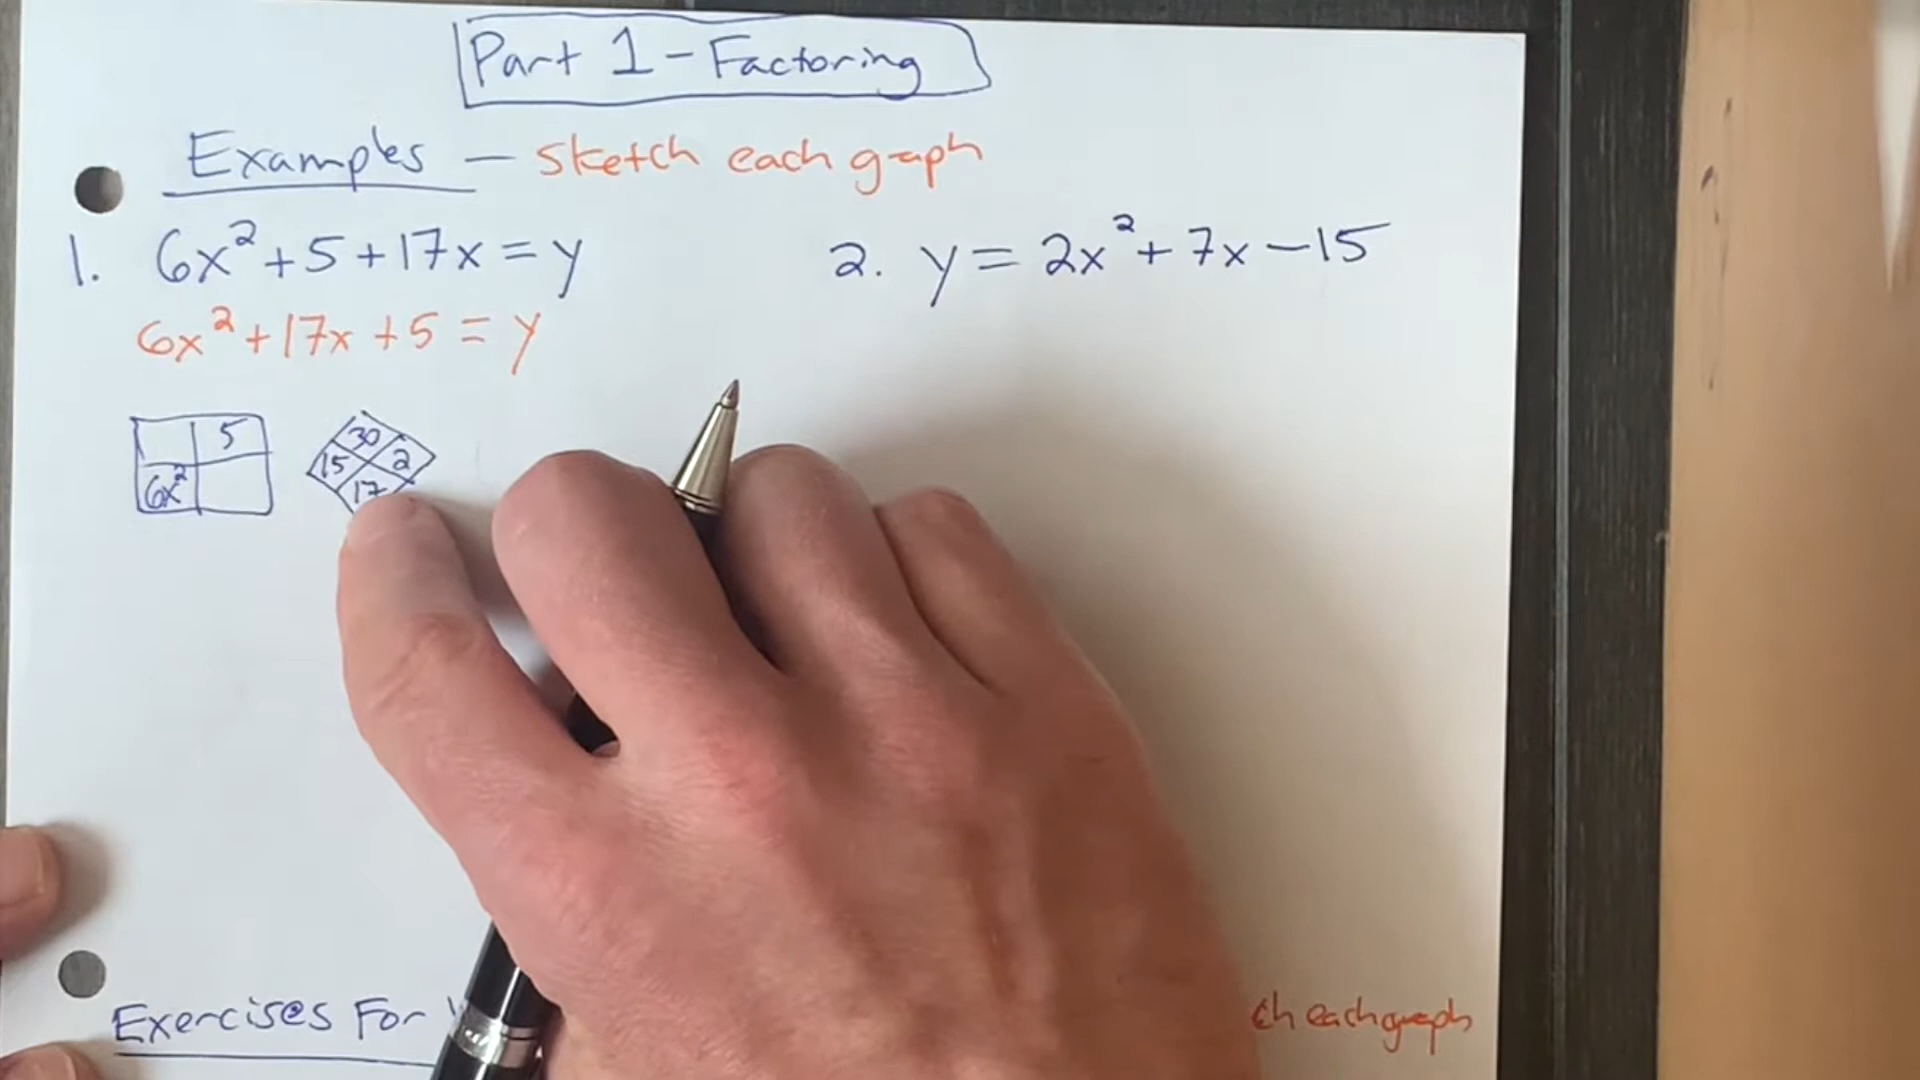 Part 1 - Factoring
Examples - sketch each graph
1. 6x² + 5 + 17x = y
6x² + 17x + 5 = y
5
6x²
30
15 2
17
2. y = 2x² + 7x - 15
Exercises For
each graph